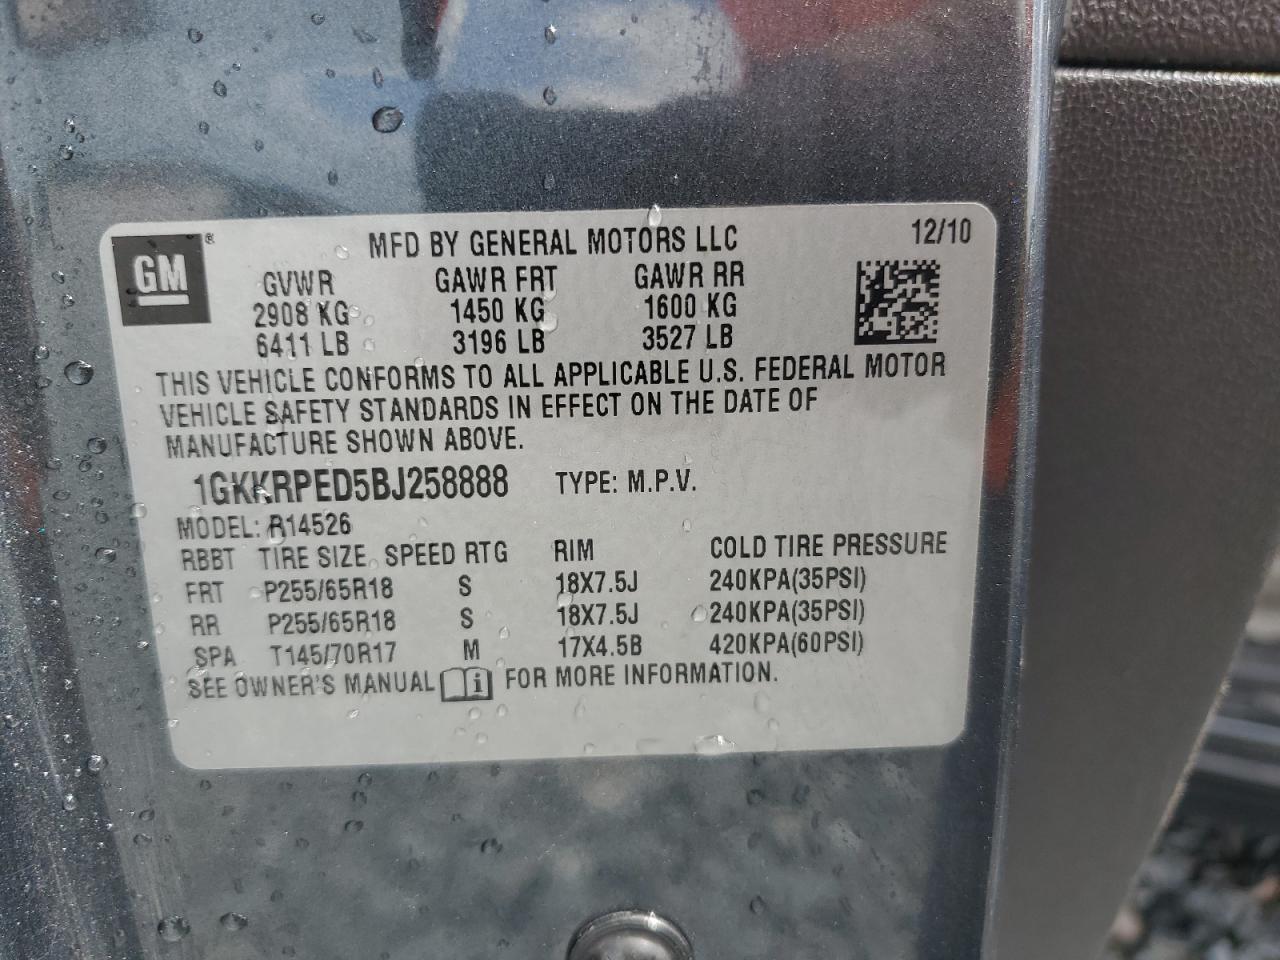 GM ® MFD BY GENERAL MOTORS LLC 12/10
GVWR GAWR FRT GAWR RR
2908 KG 1450 KG 1600 KG
6411 LB 3196 LB 3527 LB
THIS VEHICLE CONFORMS TO ALL APPLICABLE U.S. FEDERAL MOTOR
VEHICLE SAFETY STANDARDS IN EFFECT ON THE DATE OF
MANUFACTURE SHOWN ABOVE.
1GKKRPED5BJ258888 TYPE: M.P.V.
MODEL: R14526
RBBT TIRE SIZE SPEED RTG RIM COLD TIRE PRESSURE
FRT P255/65R18 S 18X7.5J 240KPA(35PSI)
RR P255/65R18 S 18X7.5J 240KPA(35PSI)
SPA T145/70R17 M 17X4.5B 420KPA(60PSI)
SEE OWNER'S MANUAL i FOR MORE INFORMATION.